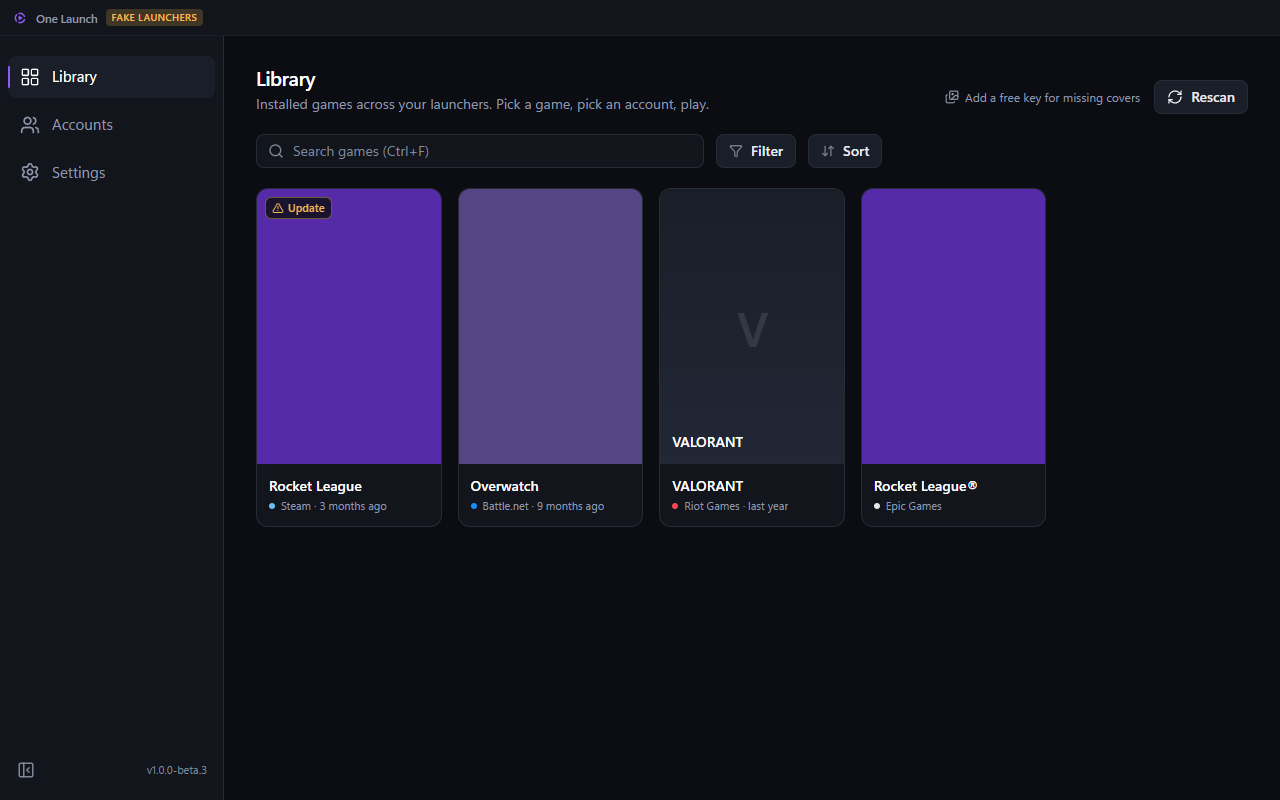 One Launch FAKE LAUNCHERS
Library
Accounts
Settings
v1.0.0-beta.3
Library
Installed games across your launchers. Pick a game, pick an account, play.
Add a free key for missing covers
Rescan
Search games (Ctrl+F)
Filter
Sort
Update
Rocket League
Steam · 3 months ago
Overwatch
Battle.net · 9 months ago
V
VALORANT
VALORANT
Riot Games · last year
Rocket League®
Epic Games